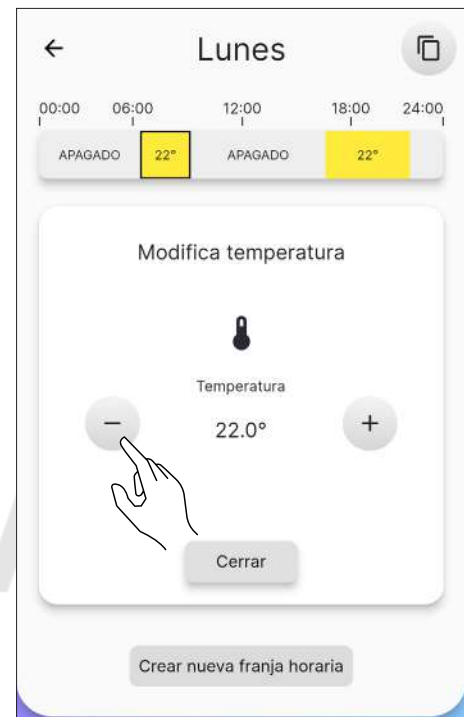 Lunes
00:00 06:00 12:00 18:00 24:00
APAGADO 22° APAGADO 22°
Modifica temperatura
Temperatura
− 22.0° +
Cerrar
Crear nueva franja horaria